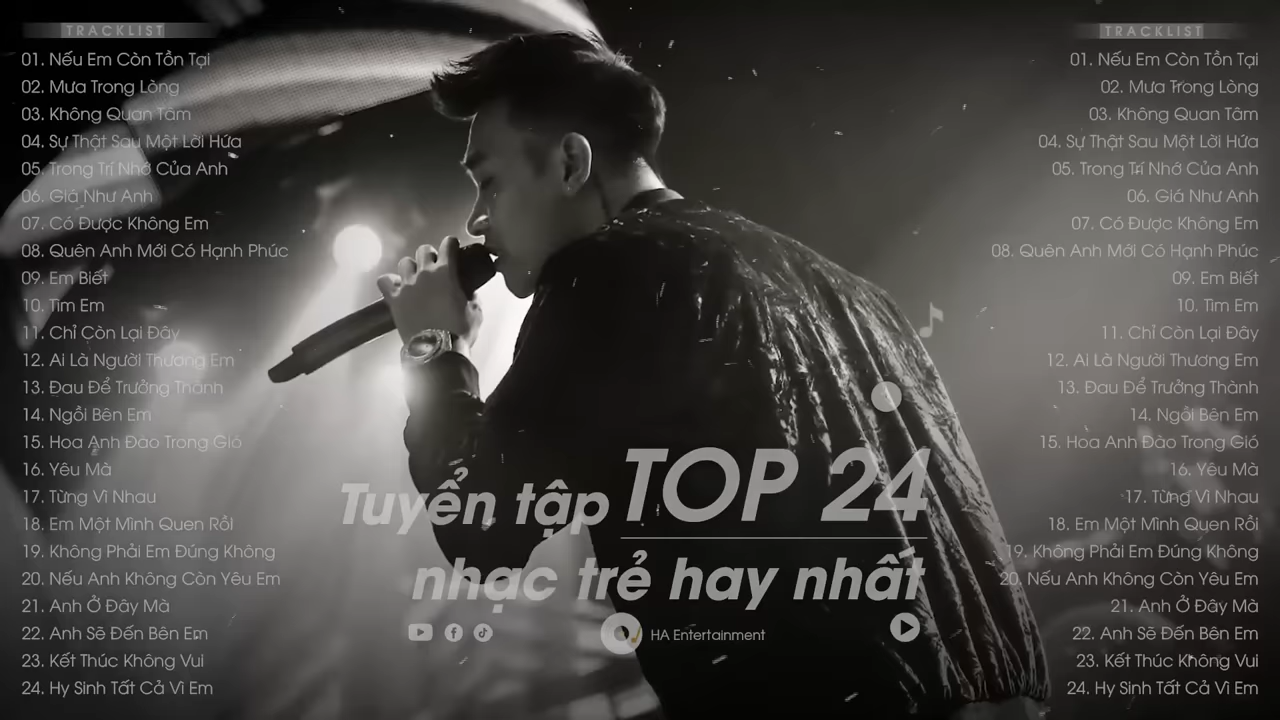 TRACKLIST
01. Nếu Em Còn Tồn Tại
02. Mưa Trong Lòng
03. Không Quan Tâm
04. Sự Thật Sau Một Lời Hứa
05. Trong Trí Nhớ Của Anh
06. Giá Như Anh
07. Có Được Không Em
08. Quên Anh Mới Có Hạnh Phúc
09. Em Biết
10. Tìm Em
11. Chỉ Còn Lại Đây
12. Ai Là Người Thương Em
13. Đau Để Trưởng Thành
14. Ngồi Bên Em
15. Hoa Anh Đào Trong Gió
16. Yêu Mà
17. Từng Vì Nhau
18. Em Một Mình Quen Rồi
19. Không Phải Em Đúng Không
20. Nếu Anh Không Còn Yêu Em
21. Anh Ở Đây Mà
22. Anh Sẽ Đến Bên Em
23. Kết Thúc Không Vui
24. Hy Sinh Tất Cả Vì Em
Tuyển tập TOP 24
nhạc trẻ hay nhất
HA Entertainment
TRACKLIST
01. Nếu Em Còn Tồn Tại
02. Mưa Trong Lòng
03. Không Quan Tâm
04. Sự Thật Sau Một Lời Hứa
05. Trong Trí Nhớ Của Anh
06. Giá Như Anh
07. Có Được Không Em
08. Quên Anh Mới Có Hạnh Phúc
09. Em Biết
10. Tìm Em
11. Chỉ Còn Lại Đây
12. Ai Là Người Thương Em
13. Đau Để Trưởng Thành
14. Ngồi Bên Em
15. Hoa Anh Đào Trong Gió
16. Yêu Mà
17. Từng Vì Nhau
18. Em Một Mình Quen Rồi
19. Không Phải Em Đúng Không
20. Nếu Anh Không Còn Yêu Em
21. Anh Ở Đây Mà
22. Anh Sẽ Đến Bên Em
23. Kết Thúc Không Vui
24. Hy Sinh Tất Cả Vì Em